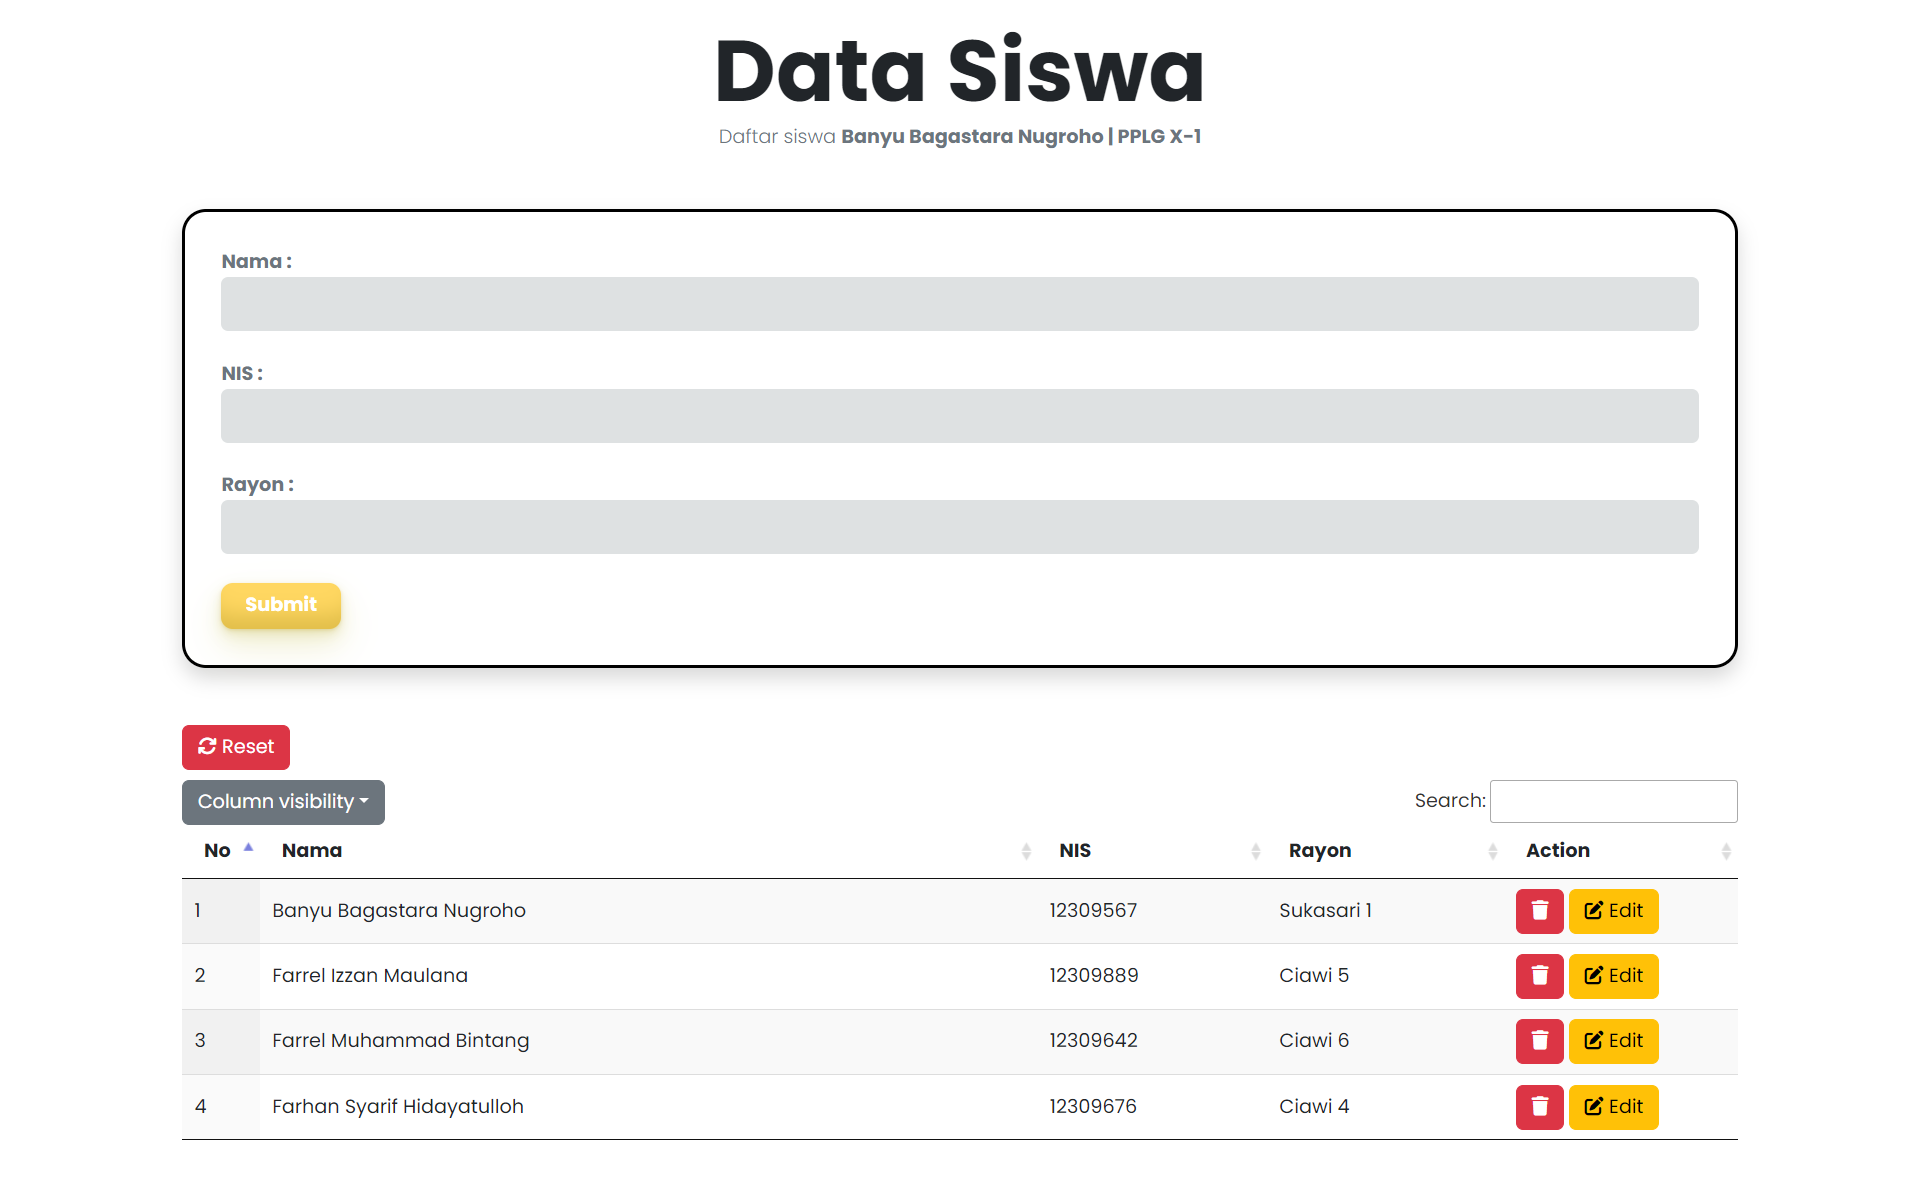 Data Siswa
Daftar siswa Banyu Bagastara Nugroho | PPLG X-1
Nama :
NIS :
Rayon :
Submit
Reset
Column visibility
Search:
No Nama NIS Rayon Action
1 Banyu Bagastara Nugroho 12309567 Sukasari 1 Edit
2 Farrel Izzan Maulana 12309889 Ciawi 5 Edit
3 Farrel Muhammad Bintang 12309642 Ciawi 6 Edit
4 Farhan Syarif Hidayatulloh 12309676 Ciawi 4 Edit